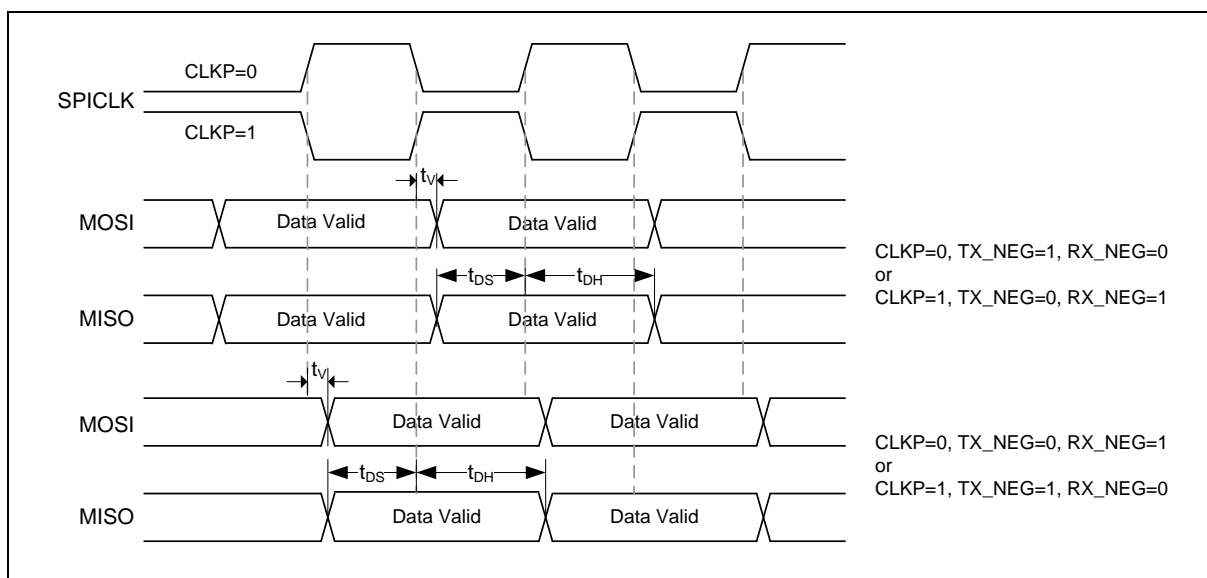 CLKP=0
SPICLK
CLKP=1
tV
MOSI
Data Valid
Data Valid
CLKP=0, TX_NEG=1, RX_NEG=0
or
CLKP=1, TX_NEG=0, RX_NEG=1
tDS
tDH
MISO
Data Valid
Data Valid
tV
MOSI
Data Valid
Data Valid
CLKP=0, TX_NEG=0, RX_NEG=1
or
CLKP=1, TX_NEG=1, RX_NEG=0
tDS
tDH
MISO
Data Valid
Data Valid